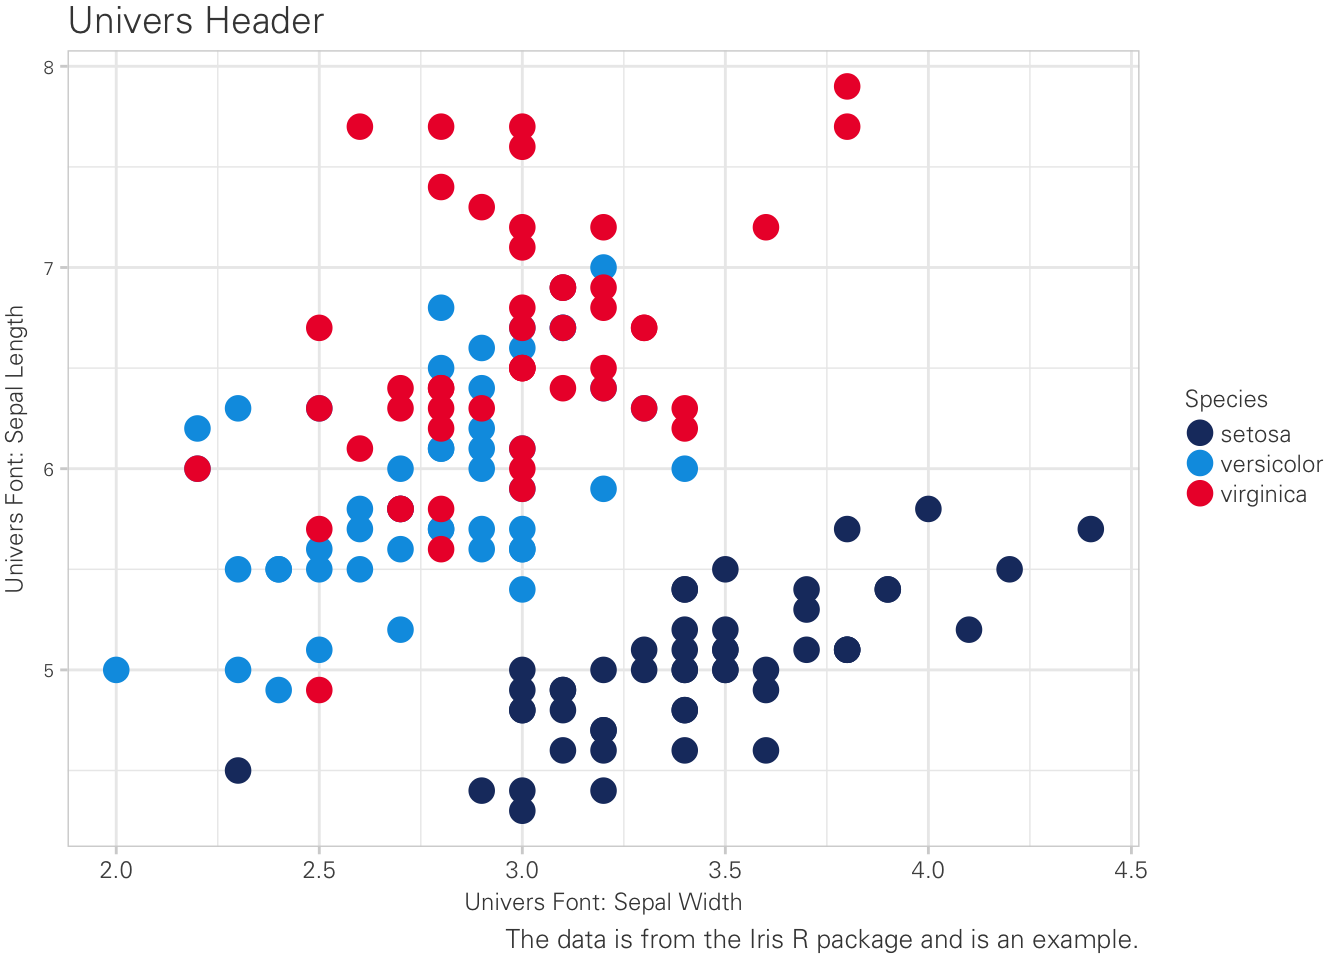 Univers Header
8
7
6
5
Univers Font: Sepal Length
2.0 2.5 3.0 3.5 4.0 4.5
Univers Font: Sepal Width
Species
setosa
versicolor
virginica
The data is from the Iris R package and is an example.